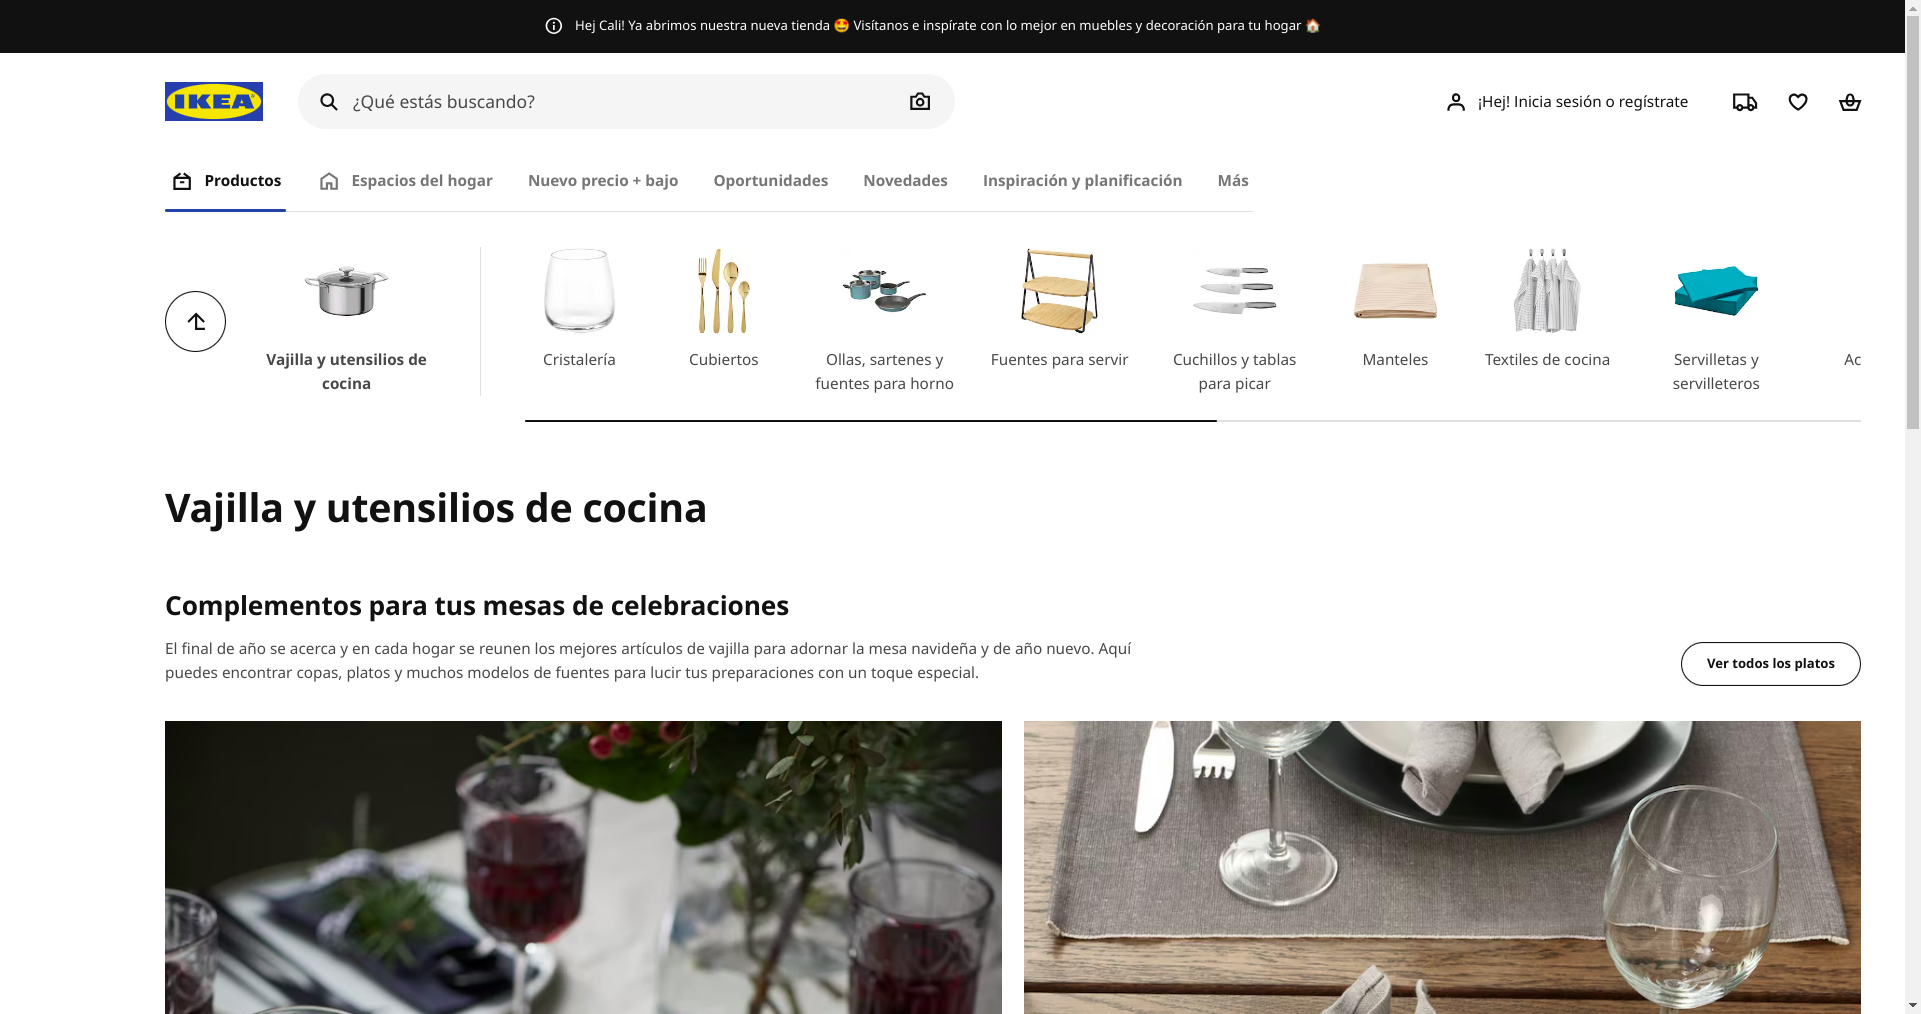 Hej Cali! Ya abrimos nuestra nueva tienda 🤩 Visítanos e inspírate con lo mejor en muebles y decoración para tu hogar 🏠
IKEA
¿Qué estás buscando?
¡Hej! Inicia sesión o regístrate
Productos
Espacios del hogar
Nuevo precio + bajo
Oportunidades
Novedades
Inspiración y planificación
Más
Vajilla y utensilios de
cocina
Cristalería
Cubiertos
Ollas, sartenes y
fuentes para horno
Fuentes para servir
Cuchillos y tablas
para picar
Manteles
Textiles de cocina
Servilletas y
servilleteros
Ac
Vajilla y utensilios de cocina
Complementos para tus mesas de celebraciones
El final de año se acerca y en cada hogar se reunen los mejores artículos de vajilla para adornar la mesa navideña y de año nuevo. Aquí
puedes encontrar copas, platos y muchos modelos de fuentes para lucir tus preparaciones con un toque especial.
Ver todos los platos